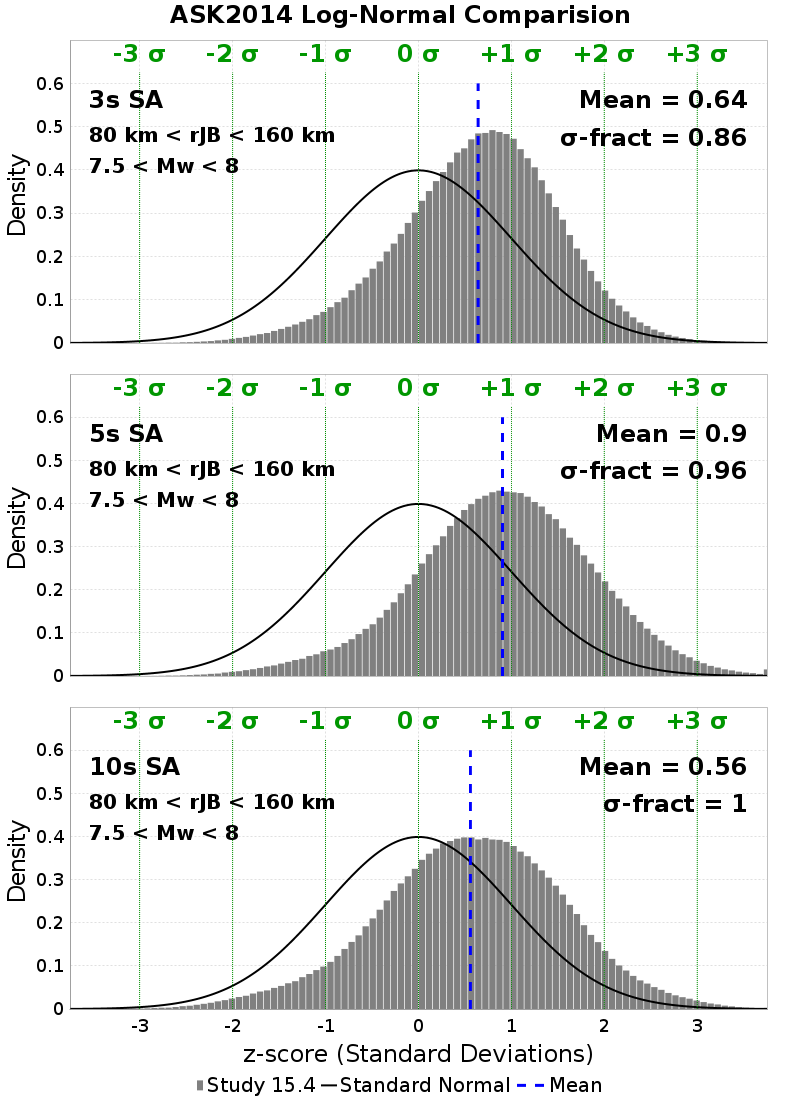 ASK2014 Log-Normal Comparision
-3 σ -2 σ -1 σ 0 σ +1 σ +2 σ +3 σ
3s SA
80 km < rJB < 160 km
7.5 < Mw < 8
Mean = 0.64
σ-fract = 0.86
Density
0.6
0.5
0.4
0.3
0.2
0.1
0
-3 σ -2 σ -1 σ 0 σ +1 σ +2 σ +3 σ
5s SA
80 km < rJB < 160 km
7.5 < Mw < 8
Mean = 0.9
σ-fract = 0.96
Density
0.6
0.5
0.4
0.3
0.2
0.1
0
-3 σ -2 σ -1 σ 0 σ +1 σ +2 σ +3 σ
10s SA
80 km < rJB < 160 km
7.5 < Mw < 8
Mean = 0.56
σ-fract = 1
Density
0.6
0.5
0.4
0.3
0.2
0.1
0
-3 -2 -1 0 1 2 3
z-score (Standard Deviations)
Study 15.4 Standard Normal Mean